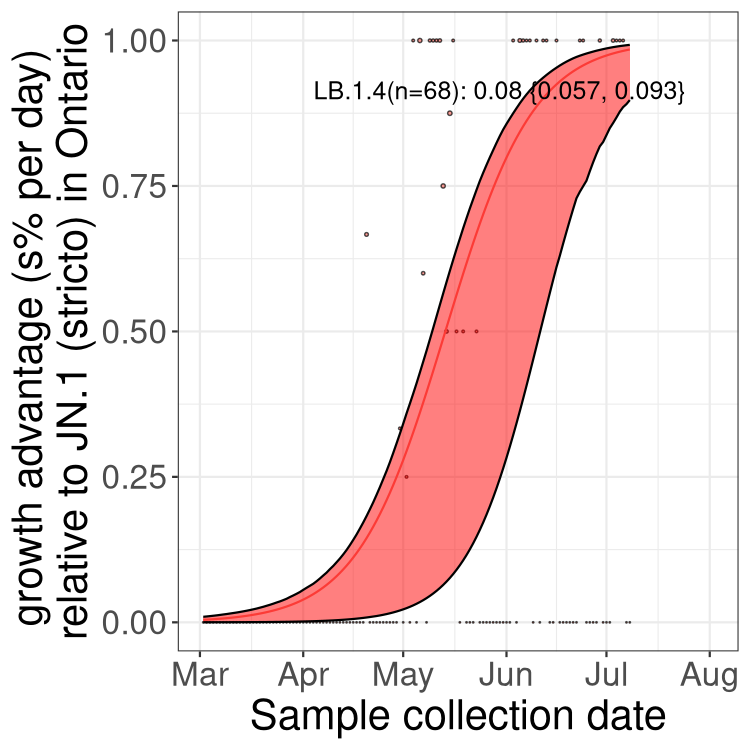 growth advantage (s% per day)
relative to JN.1 (stricto) in Ontario
1.00
0.75
0.50
0.25
0.00
LB.1.4(n=68): 0.08 {0.057, 0.093}
Mar Apr May Jun Jul Aug
Sample collection date